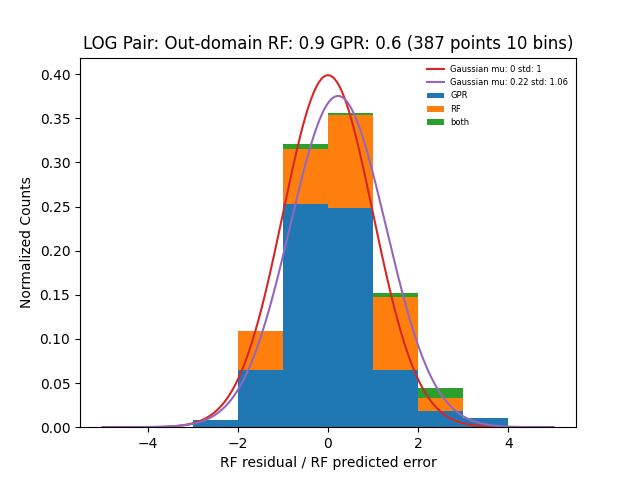 LOG Pair: Out-domain RF: 0.9 GPR: 0.6 (387 points 10 bins)
Gaussian mu: 0 std: 1
Gaussian mu: 0.22 std: 1.06
GPR
RF
both
Normalized Counts
0.40
0.35
0.30
0.25
0.20
0.15
0.10
0.05
0.00
−4 −2 0 2 4
RF residual / RF predicted error